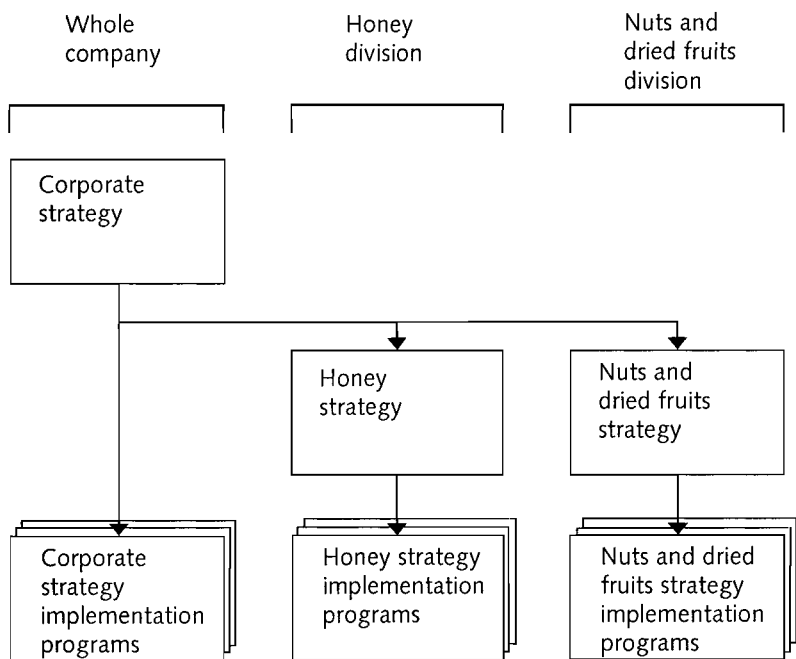 Whole
company
Honey
division
Nuts and
dried fruits
division
Corporate
strategy
Honey
strategy
Nuts and
dried fruits
strategy
Corporate
strategy
implementation
programs
Honey strategy
implementation
programs
Nuts and dried
fruits strategy
implementation
programs